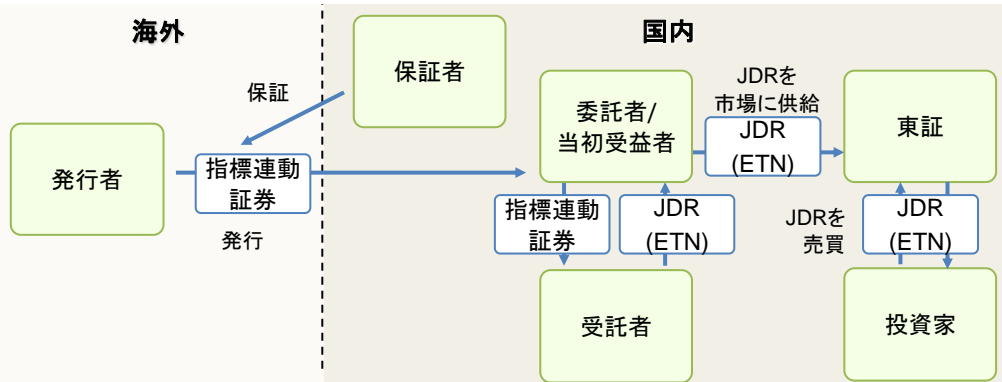 海外
国内
保証者
保証
発行者
指標連動
証券
発行
委託者/
当初受益者
JDRを
市場に供給
JDR
(ETN)
東証
指標連動
証券
JDR
(ETN)
JDRを
売買
JDR
(ETN)
受託者
投資家